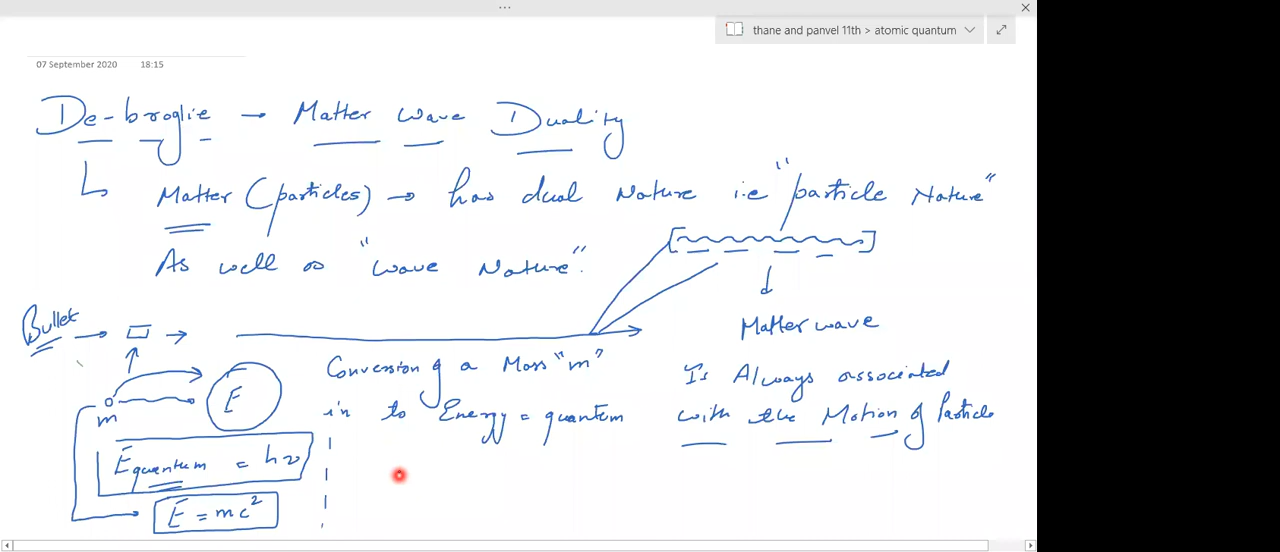 thane and panvel 11th > atomic quantum
07 September 2020 18:15
De-broglie → Matter wave Duality
Matter (particles) → has dual Nature i.e "particle Nature"
As well as "wave Nature".
Bullet
Matter wave
Conversion of a Mass "m"
in to Energy = quantum
Is Always associated
with the Motion of Particle
m
E
Equantum = hν
E = mc²